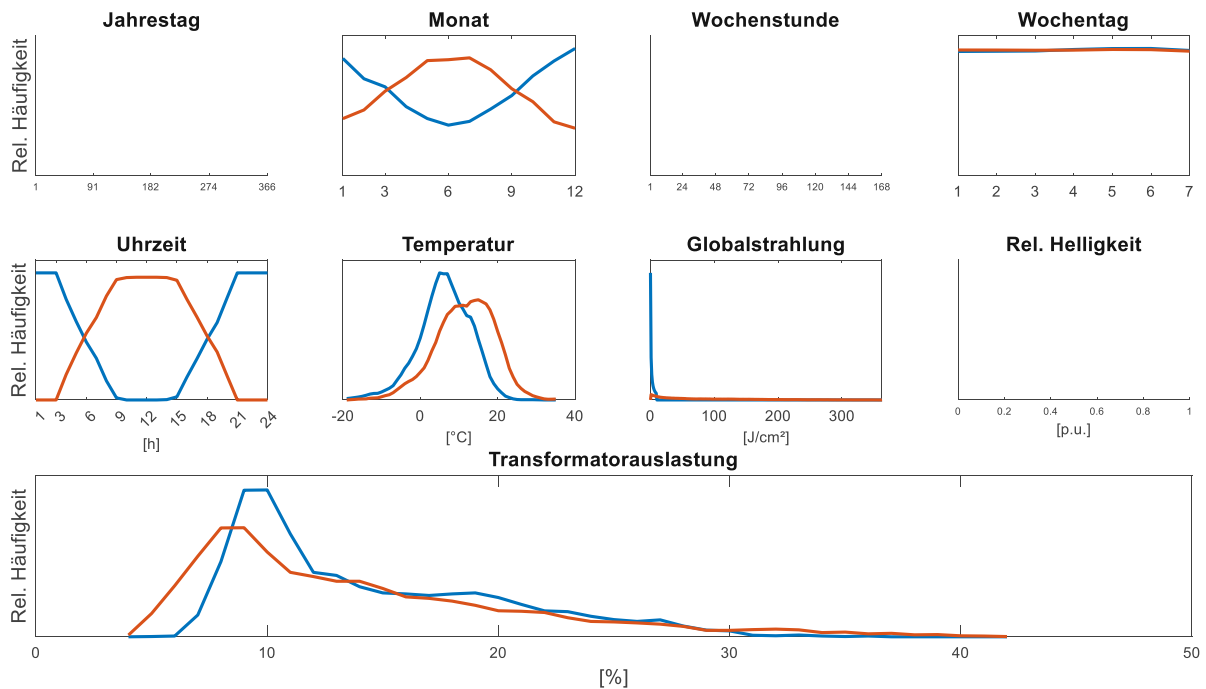 Jahrestag Monat Wochenstunde Wochentag
Rel. Häufigkeit
1 91 182 274 366 1 3 6 9 12 1 24 48 72 96 120 144 168 1 2 3 4 5 6 7
Uhrzeit Temperatur Globalstrahlung Rel. Helligkeit
Rel. Häufigkeit
1 3 6 9 12 15 18 21 24 -20 0 20 40 0 100 200 300 0 0.2 0.4 0.6 0.8 1
[h] [°C] [J/cm²] [p.u.]
Transformatorauslastung
Rel. Häufigkeit
0 10 20 30 40 50
[%]